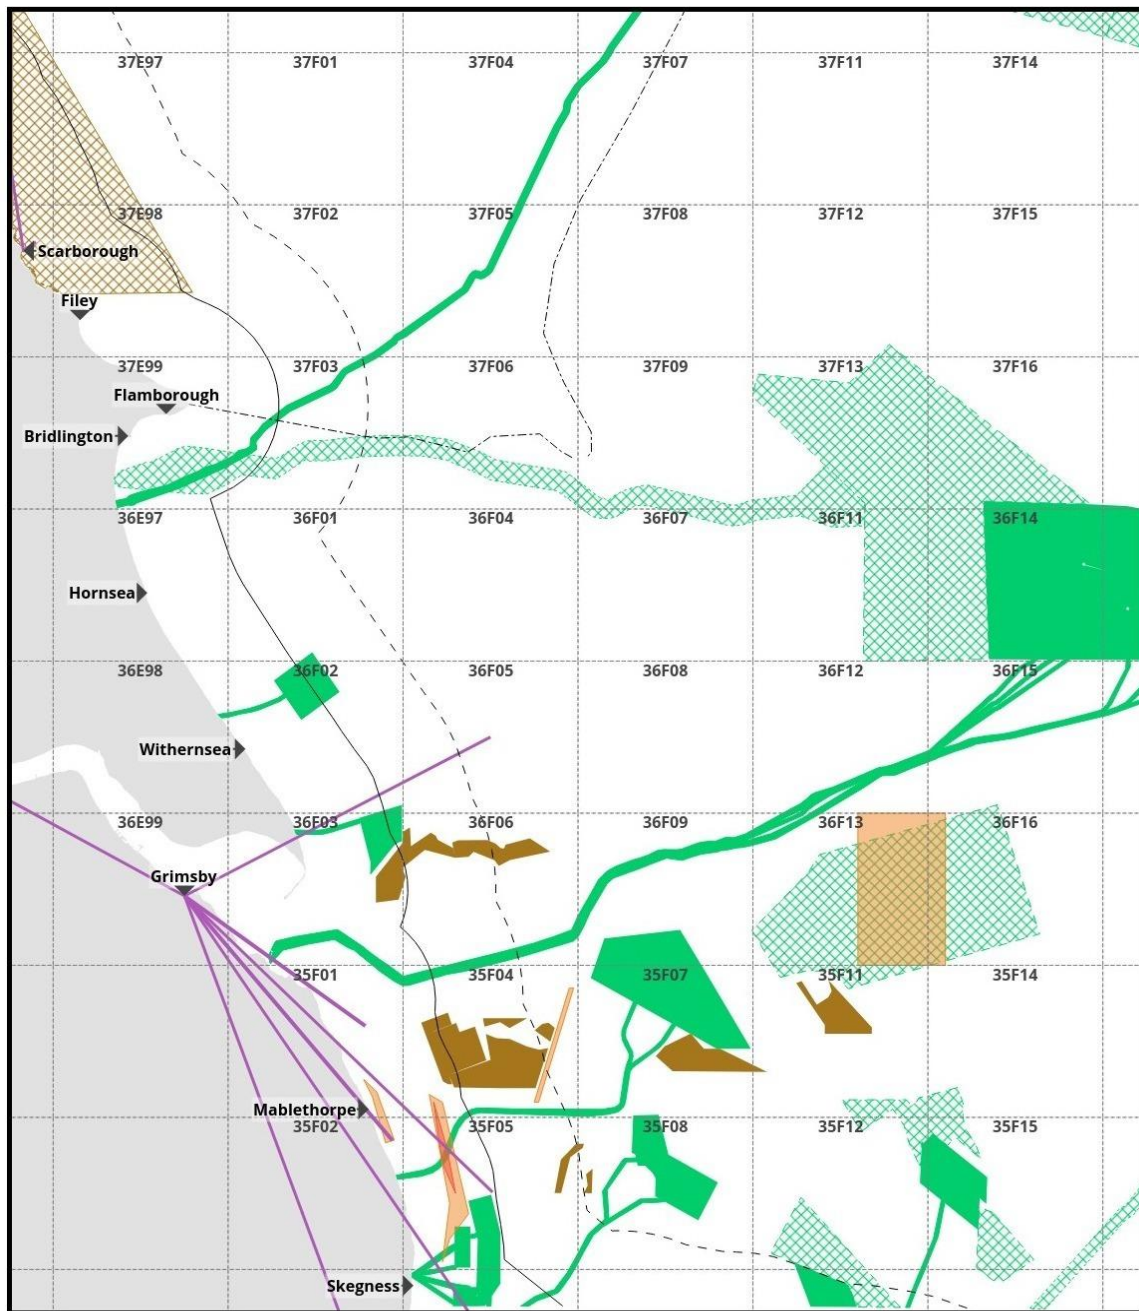 37E97 37F01 37F04 37F07 37F11 37F14
37E98 37F02 37F05 37F08 37F12 37F15
Scarborough
Filey
37E99 37F03 37F06 37F09 37F13 37F16
Flamborough
Bridlington
36E97 36F01 36F04 36F07 36F11 36F14
Hornsea
36E98 36F02 36F05 36F08 36F12 36F15
Withernsea
36E99 36F03 36F06 36F09 36F13 36F16
Grimsby
35F01 35F04 35F07 35F11 35F14
Mablethorpe
35F02 35F05 35F08 35F12 35F15
Skegness